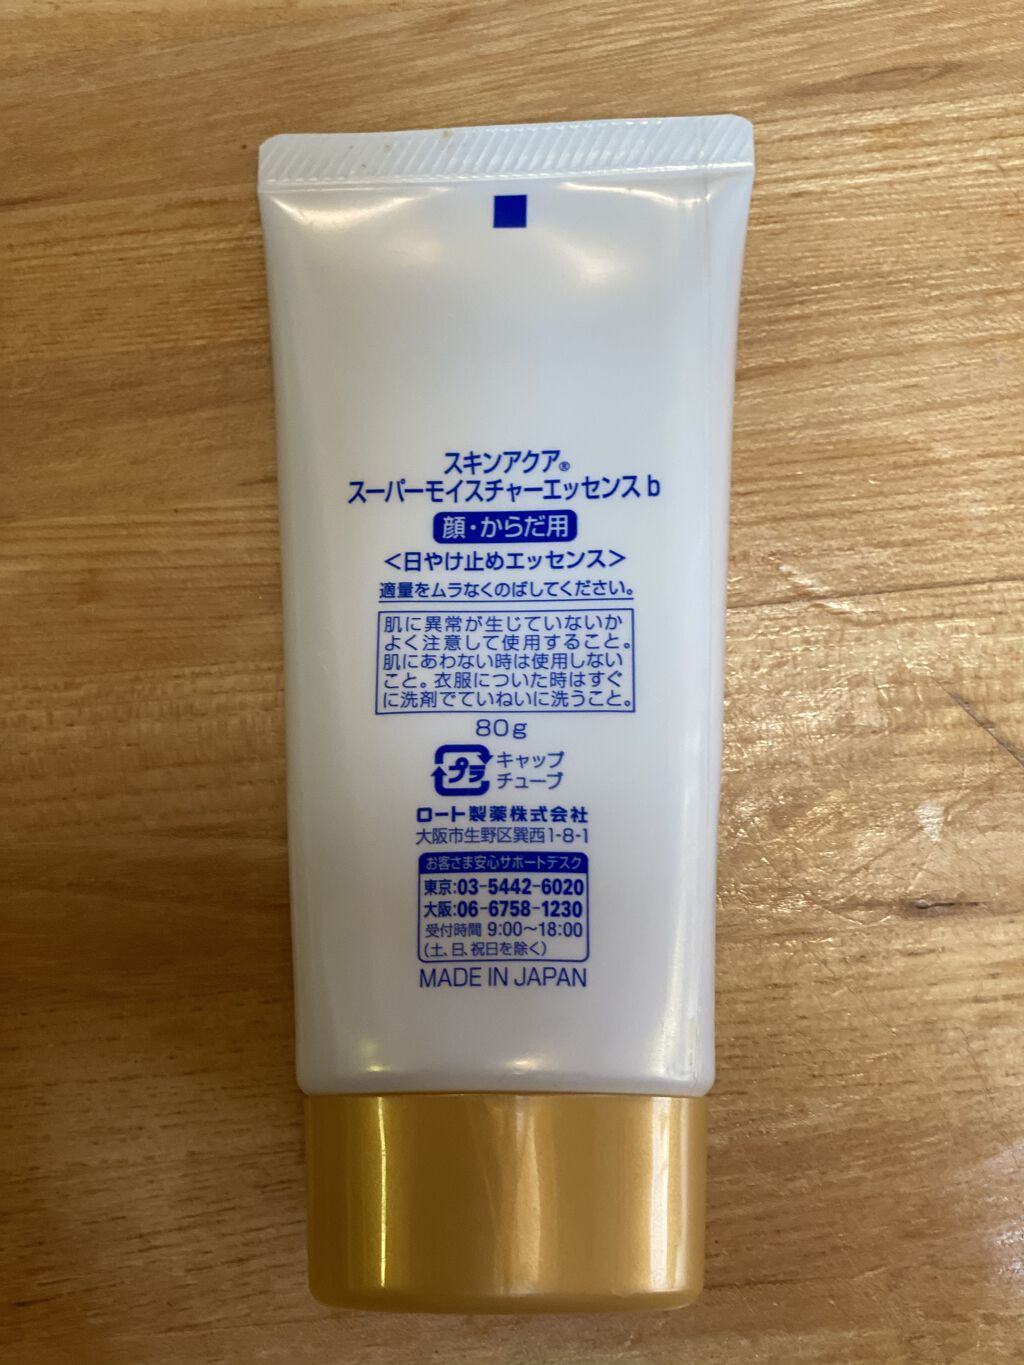 スキンアクア®
スーパーモイスチャーエッセンスb
顔・からだ用
<日やけ止めエッセンス>
適量をムラなくのばしてください。
肌に異常が生じていないか
よく注意して使用すること。
肌にあわない時は使用しない
こと。衣服についた時はすぐ
に洗剤でていねいに洗うこと。
80g
プラ キャップ
チューブ
ロート製薬株式会社
大阪市生野区巽西1-8-1
お客さま安心サポートデスク
東京:03-5442-6020
大阪:06-6758-1230
受付時間 9:00〜18:00
(土、日、祝日を除く)
MADE IN JAPAN